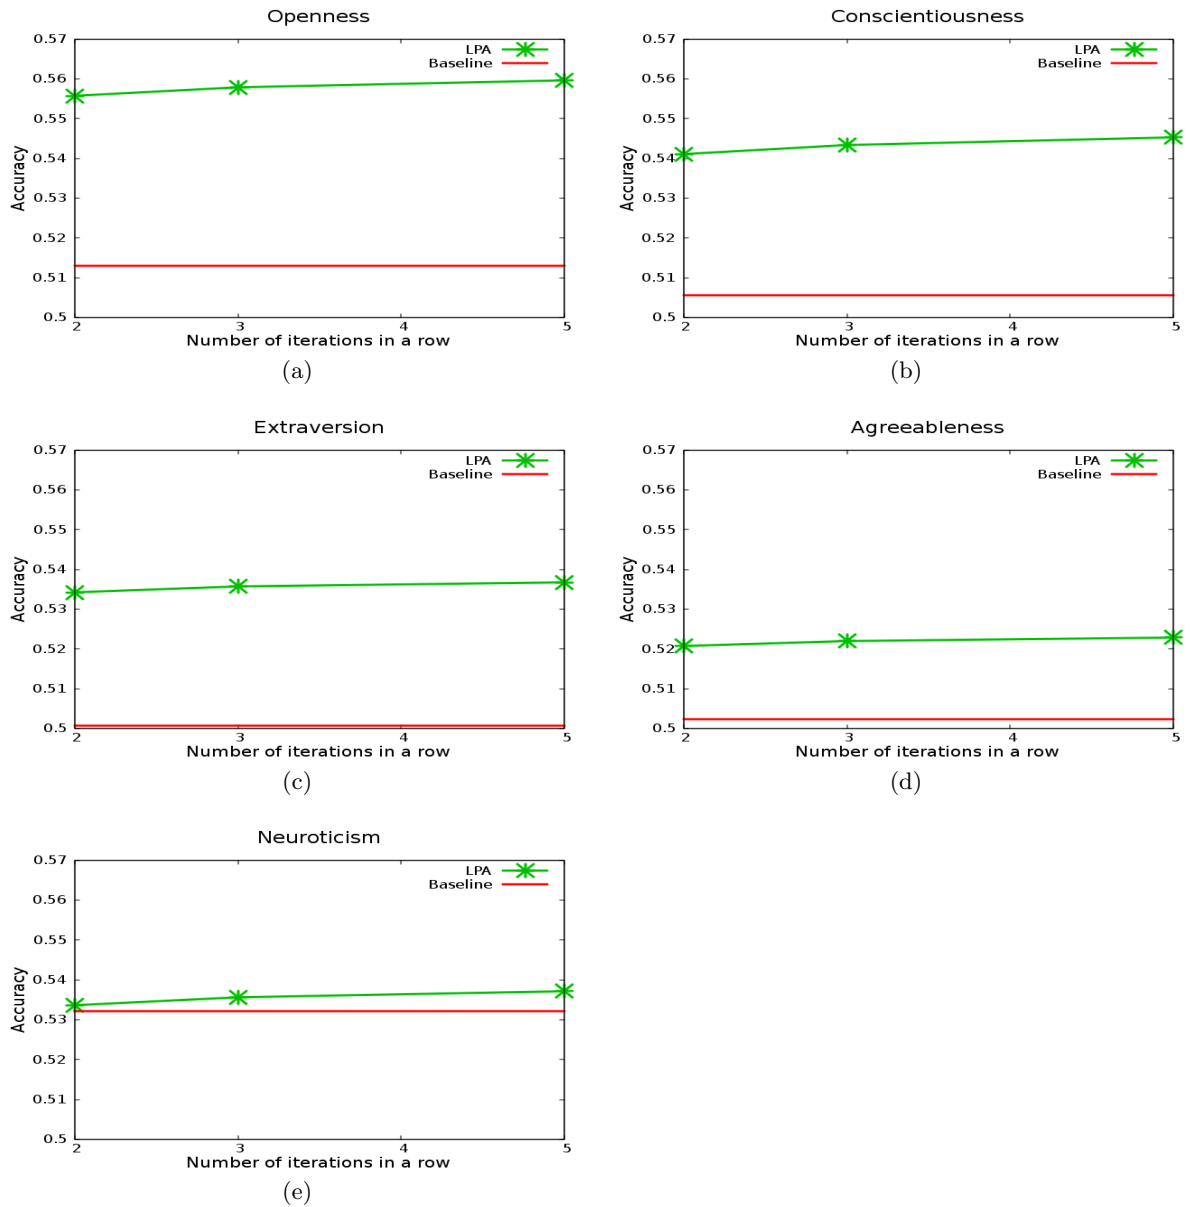 Openness
0.57
0.56
0.55
0.54
0.53
0.52
0.51
0.5
Accuracy
LPA
Baseline
2 3 4 5
Number of iterations in a row
(a)
Conscientiousness
0.57
0.56
0.55
0.54
0.53
0.52
0.51
0.5
Accuracy
LPA
Baseline
2 3 4 5
Number of iterations in a row
(b)
Extraversion
0.57
0.56
0.55
0.54
0.53
0.52
0.51
0.5
Accuracy
LPA
Baseline
2 3 4 5
Number of iterations in a row
(c)
Agreeableness
0.57
0.56
0.55
0.54
0.53
0.52
0.51
0.5
Accuracy
LPA
Baseline
2 3 4 5
Number of iterations in a row
(d)
Neuroticism
0.57
0.56
0.55
0.54
0.53
0.52
0.51
0.5
Accuracy
LPA
Baseline
2 3 4 5
Number of iterations in a row
(e)